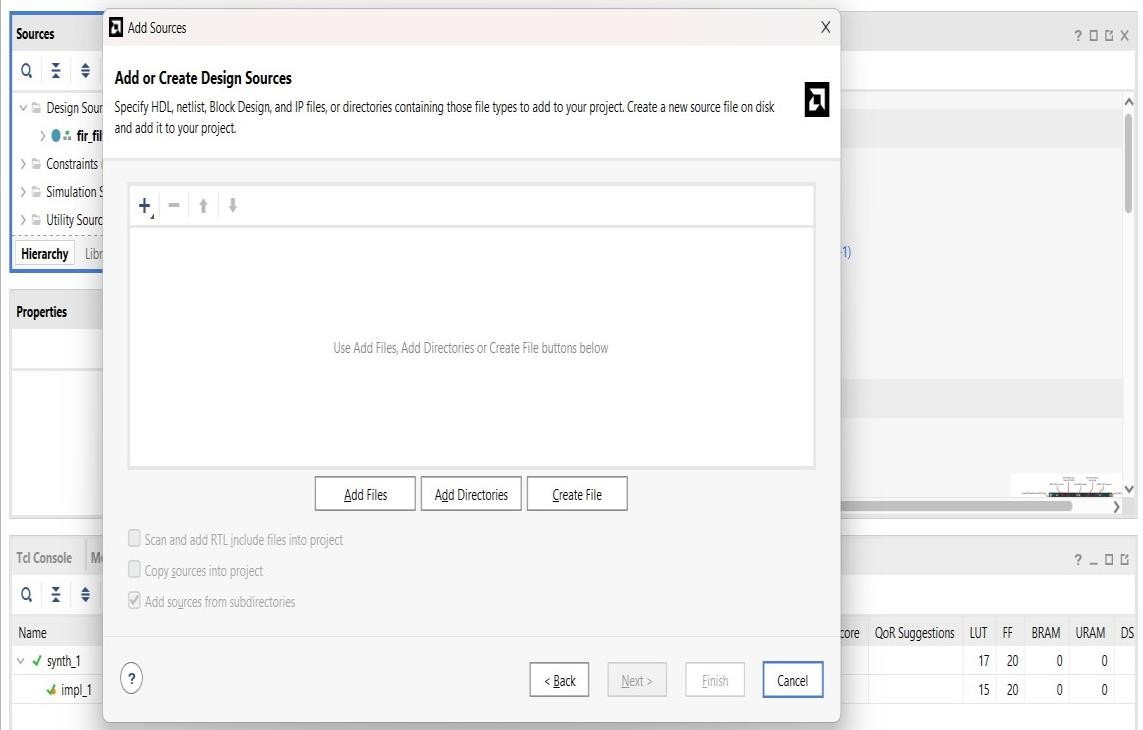 Sources
Add Sources
X
? X
Add or Create Design Sources
Specify HDL, netlist, Block Design, and IP files, or directories containing those file types to add to your project. Create a new source file on disk
and add it to your project.
Design Sour
fir_fil
Constraints
Simulation S
Utility Sourc
Hierarchy
Libr
Properties
+
-1)
Use Add Files, Add Directories or Create File buttons below
Add Files
Add Directories
Create File
Scan and add RTL include files into project
Copy sources into project
Add sources from subdirectories
Tcl Console
Me
?
Name
core QoR Suggestions LUT FF BRAM URAM DS
synth_1
17 20 0 0
impl_1
15 20 0 0
?
< Back
Next >
Finish
Cancel